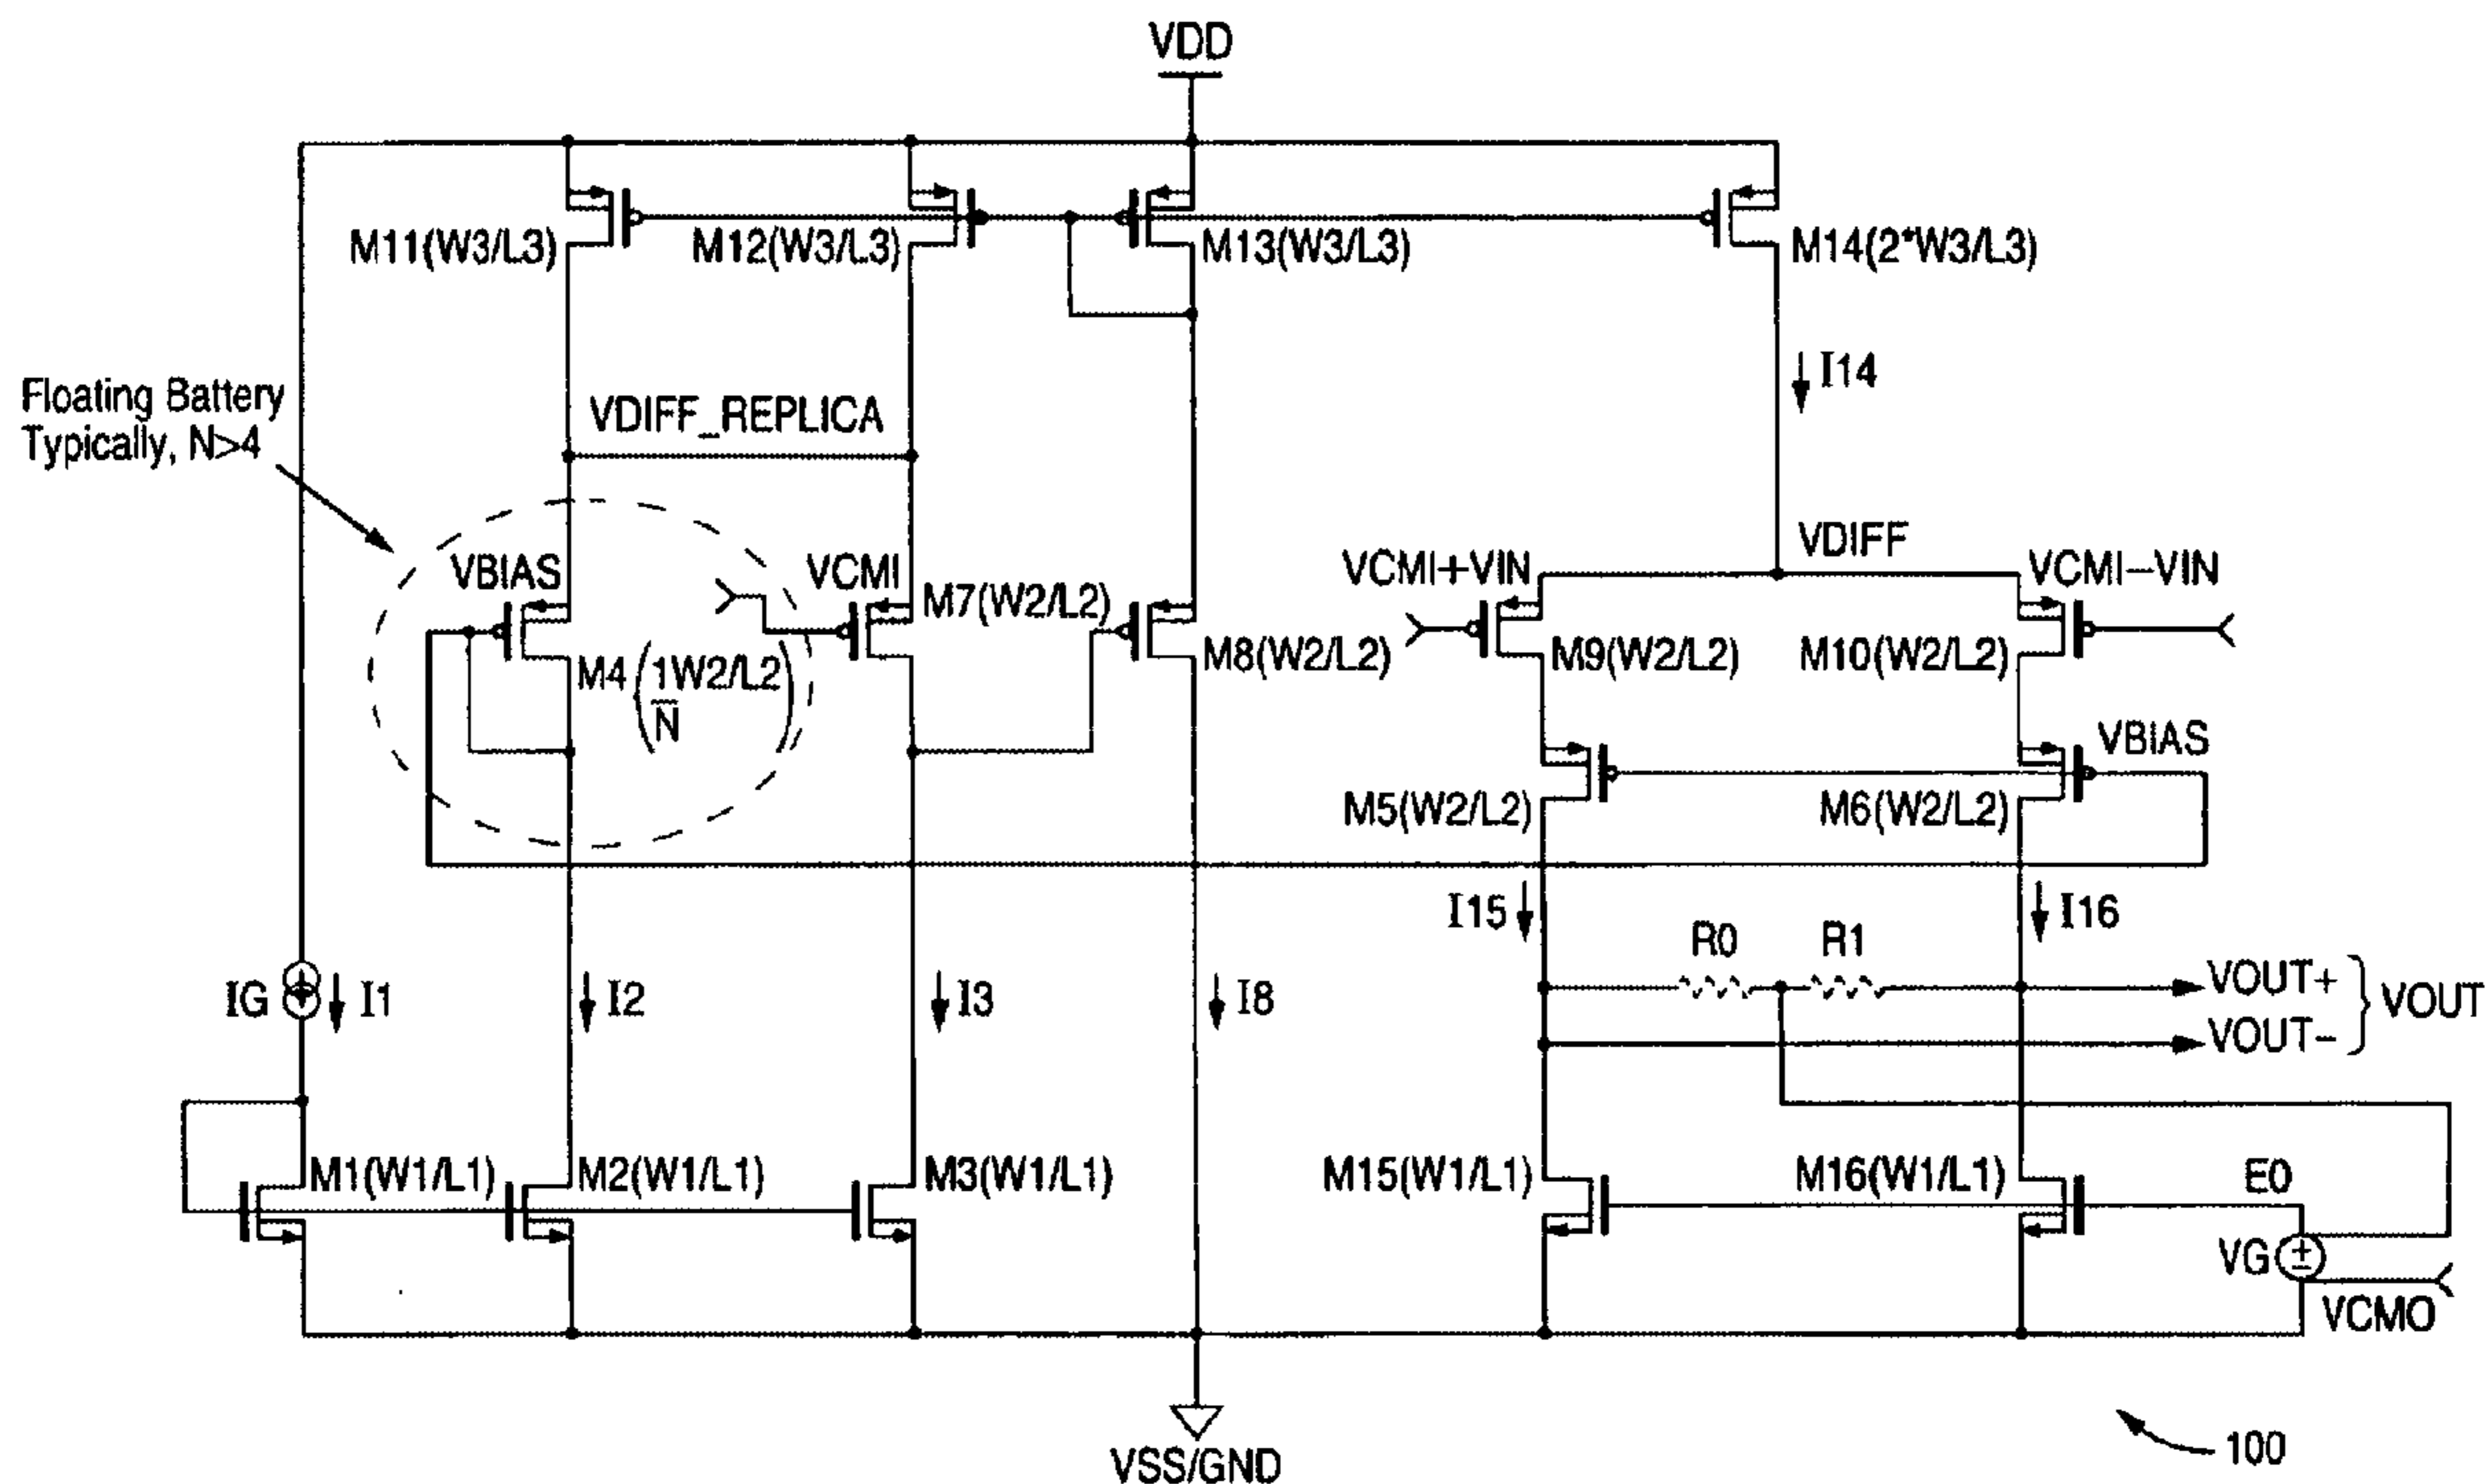 VDD
M11(W3/L3)
M12(W3/L3)
M13(W3/L3)
M14(2*W3/L3)
I14
Floating Battery
Typically, N>4
VDIFF_REPLICA
VDIFF
VBIAS
VCMI
VCMI+VIN
VCMI−VIN
M7(W2/L2)
M4(1/N W2/L2)
M8(W2/L2)
M9(W2/L2)
M10(W2/L2)
VBIAS
M5(W2/L2)
M6(W2/L2)
I15
I16
R0
R1
IG
I1
I2
I3
I8
VOUT+
VOUT−
VOUT
M1(W1/L1)
M2(W1/L1)
M3(W1/L1)
M15(W1/L1)
M16(W1/L1)
E0
VG
+
−
VCMO
VSS/GND
100